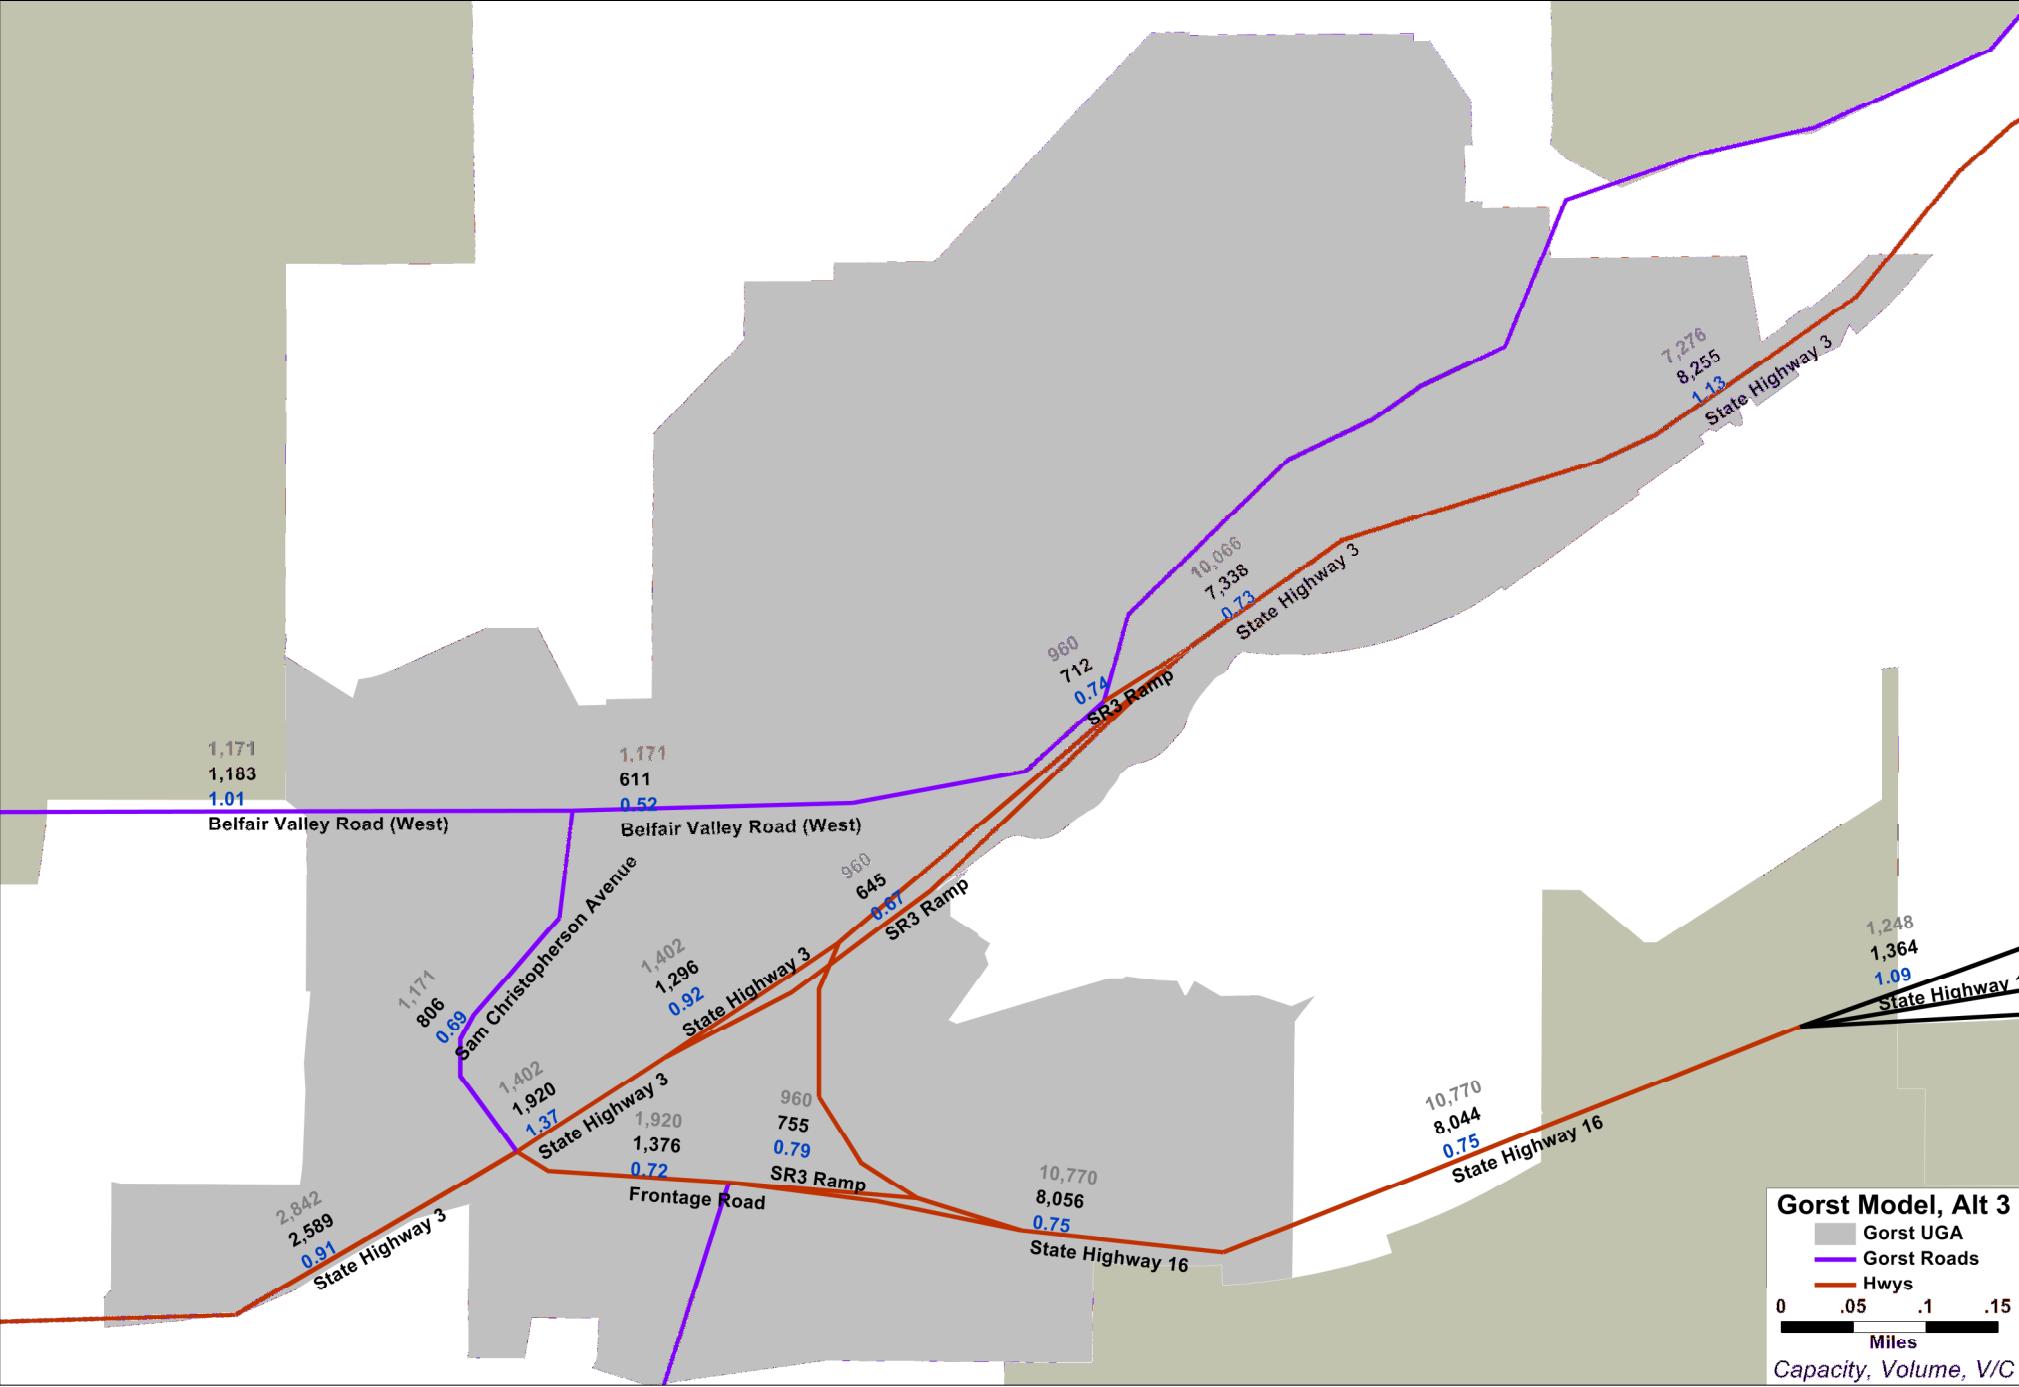 7,276
8,255
1.13
State Highway 3
10,066
7,338
0.73
State Highway 3
960
712
0.74
SR3 Ramp
1,171
1,183
1.01
Belfair Valley Road (West)
1,171
611
0.52
Belfair Valley Road (West)
960
645
0.67
SR3 Ramp
Sam Christopherson Avenue
1,171
806
0.69
1,402
1,296
0.92
State Highway 3
1,248
1,364
1.09
State Highway
1,402
1,920
1.37
State Highway 3
1,920
1,376
0.72
Frontage Road
960
755
0.79
SR3 Ramp
10,770
8,056
0.75
State Highway 16
10,770
8,044
0.75
State Highway 16
2,842
2,589
0.91
State Highway 3
Gorst Model, Alt 3
Gorst UGA
Gorst Roads
Hwys
0 .05 .1 .15
Miles
Capacity, Volume, V/C